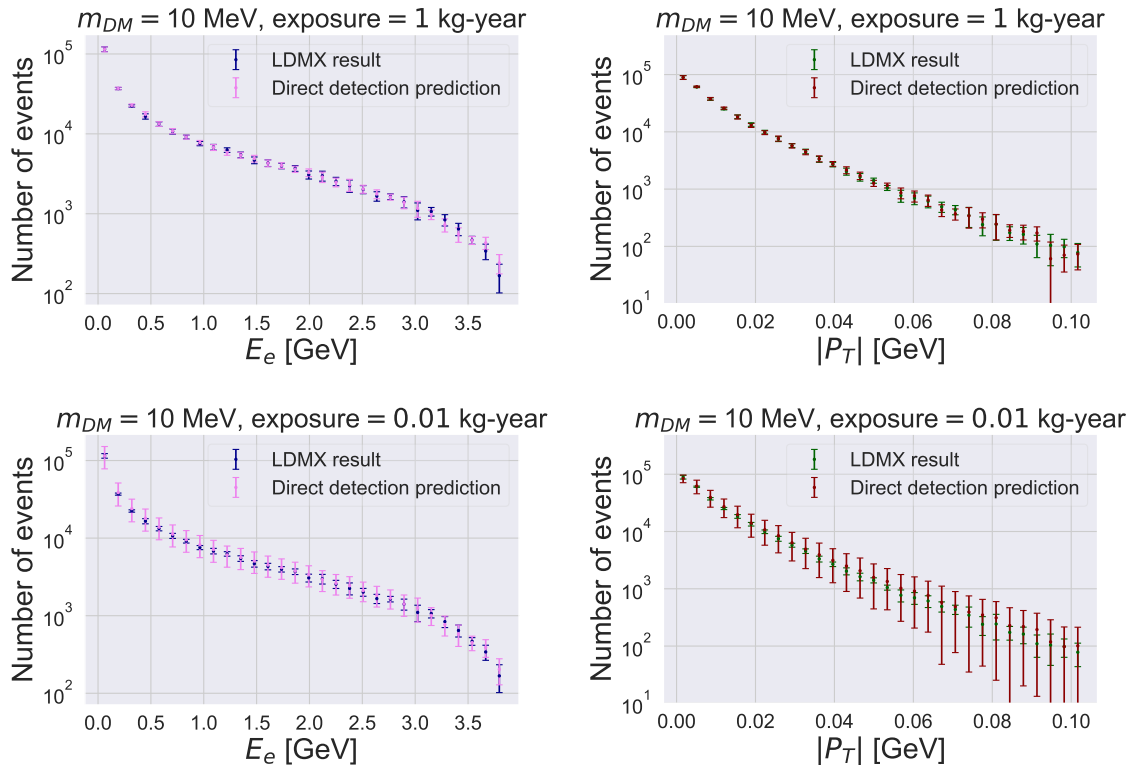 m_DM = 10 MeV, exposure = 1 kg-year
Number of events
10^5
10^4
10^3
10^2
LDMX result
Direct detection prediction
0.0 0.5 1.0 1.5 2.0 2.5 3.0 3.5
E_e [GeV]
m_DM = 10 MeV, exposure = 1 kg-year
Number of events
10^5
10^4
10^3
10^2
10^1
LDMX result
Direct detection prediction
0.00 0.02 0.04 0.06 0.08 0.10
|P_T| [GeV]
m_DM = 10 MeV, exposure = 0.01 kg-year
Number of events
10^5
10^4
10^3
10^2
LDMX result
Direct detection prediction
0.0 0.5 1.0 1.5 2.0 2.5 3.0 3.5
E_e [GeV]
m_DM = 10 MeV, exposure = 0.01 kg-year
Number of events
10^5
10^4
10^3
10^2
10^1
LDMX result
Direct detection prediction
0.00 0.02 0.04 0.06 0.08 0.10
|P_T| [GeV]